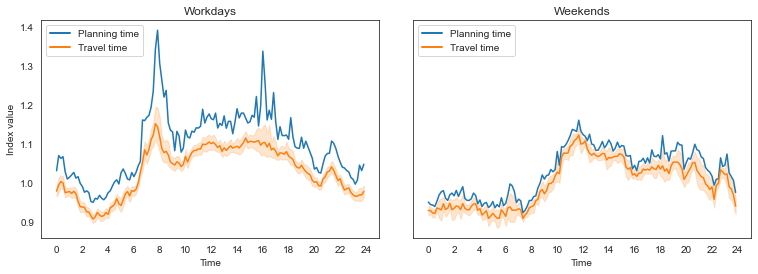 Workdays
Weekends
Planning time
Travel time
Planning time
Travel time
Index value
1.4
1.3
1.2
1.1
1.0
0.9
0 2 4 6 8 10 12 14 16 18 20 22 24
0 2 4 6 8 10 12 14 16 18 20 22 24
Time
Time